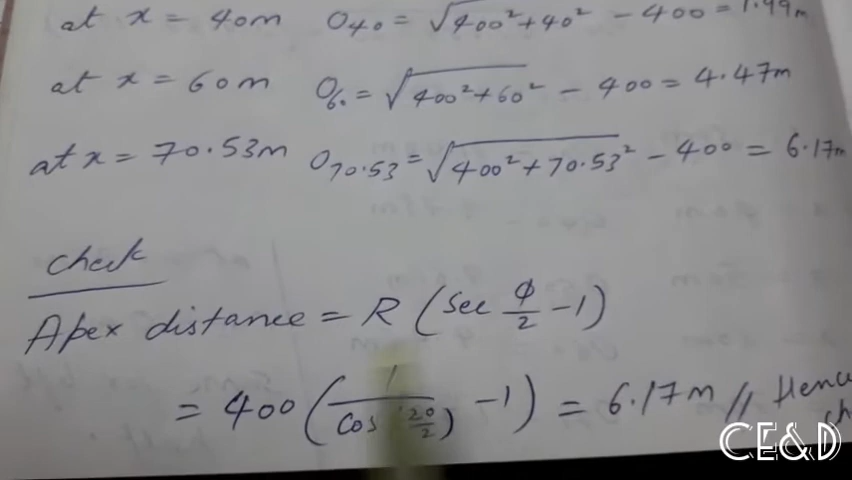 at x = 40m O₄₀ = √400²+40² - 400 = 1.99m
at x = 60m O₆₀ = √400²+60² - 400 = 4.47m
at x = 70.53m O₇₀.₅₃ = √400²+70.53² - 400 = 6.17m
check
Apex distance = R (sec φ/2 - 1)
= 400 (1/cos(20/2) - 1) = 6.17m // Hence
ch
CE&D